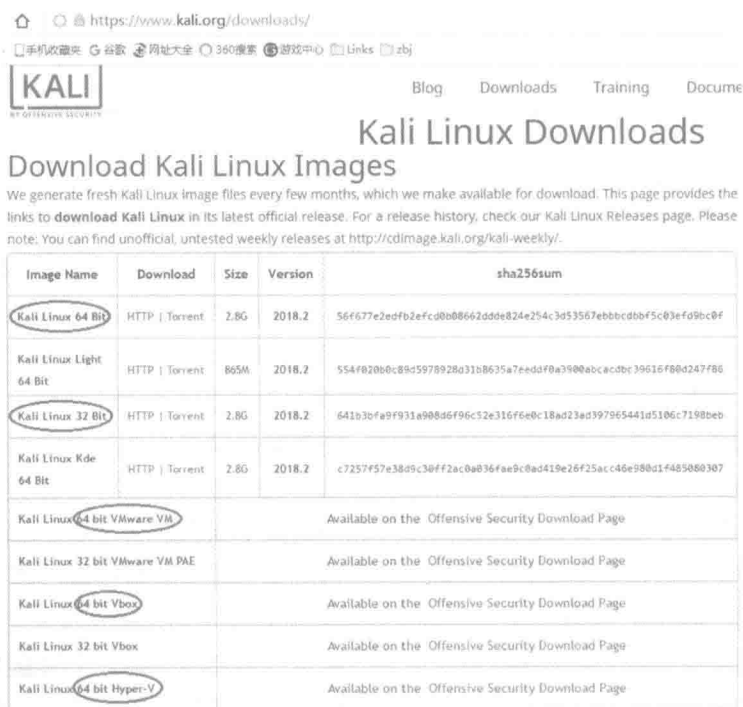 https://www.kali.org/downloads/
手机收藏夹 G 谷歌 网址大全 360搜索 G 游戏中心 Links zbj
KALI
BY OFFENSIVE SECURITY
Blog Downloads Training Docume
Kali Linux Downloads
Download Kali Linux Images
We generate fresh Kali Linux image files every few months, which we make available for download. This page provides the
links to download Kali Linux in its latest official release. For a release history, check our Kali Linux Releases page. Please
note: You can find unofficial, untested weekly releases at http://cdimage.kali.org/kali-weekly/.
Image Name Download Size Version sha256sum
Kali Linux 64 Bit HTTP | Torrent 2.8G 2018.2 56f677e2edfb2efcd0b08662ddde824e254c3d53567ebbbcdbbf5c03efd9bc0f
Kali Linux Light
64 Bit
HTTP | Torrent 865M 2018.2 554f020b0c89d5978928d31b8635a7eeddf0a3900abcacdbc39616f80d247f86
Kali Linux 32 Bit HTTP | Torrent 2.8G 2018.2 641b3bfa9f931a908d6f96c52e316f6e0c18ad23ad397965441d5106c7198beb
Kali Linux Kde
64 Bit
HTTP | Torrent 2.8G 2018.2 c7257f57e38d9c30ff2ac0a036fae9c0ad419e26f25acc46e980d1f485080307
Kali Linux 64 bit VMware VM Available on the Offensive Security Download Page
Kali Linux 32 bit VMware VM PAE Available on the Offensive Security Download Page
Kali Linux 64 bit Vbox Available on the Offensive Security Download Page
Kali Linux 32 bit Vbox Available on the Offensive Security Download Page
Kali Linux 64 bit Hyper-V Available on the Offensive Security Download Page